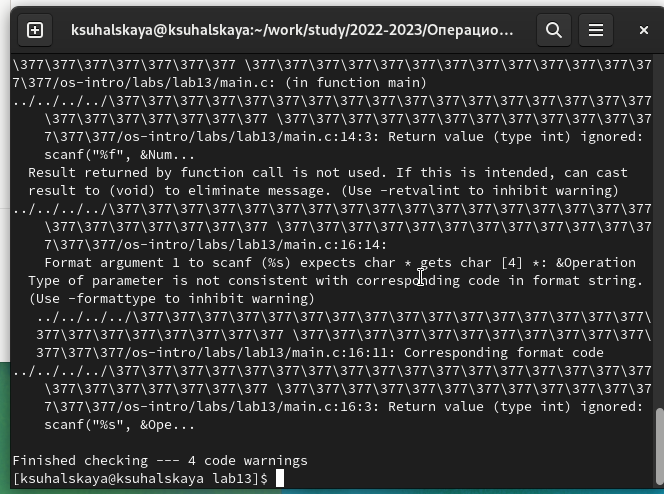 ksuhalskaya@ksuhalskaya:~/work/study/2022-2023/Операцио…
\377\377\377\377\377\377\377 \377\377\377\377\377\377\377\377\377\377\377\37
7\377\377/os-intro/labs/lab13/main.c: (in function main)
../../../../\377\377\377\377\377\377\377\377\377\377\377\377\377\377\377\377
\377\377\377\377\377\377\377 \377\377\377\377\377\377\377\377\377\377\377\37
7\377\377/os-intro/labs/lab13/main.c:14:3: Return value (type int) ignored:
scanf("%f", &Num...
Result returned by function call is not used. If this is intended, can cast
result to (void) to eliminate message. (Use -retvalint to inhibit warning)
../../../../\377\377\377\377\377\377\377\377\377\377\377\377\377\377\377\377
\377\377\377\377\377\377\377 \377\377\377\377\377\377\377\377\377\377\377\37
7\377\377/os-intro/labs/lab13/main.c:16:14:
Format argument 1 to scanf (%s) expects char * gets char [4] *: &Operation
Type of parameter is not consistent with corresponding code in format string.
(Use -formattype to inhibit warning)
../../../../\377\377\377\377\377\377\377\377\377\377\377\377\377\377\377\377\
377\377\377\377\377\377\377 \377\377\377\377\377\377\377\377\377\377\377\377\
377\377\377/os-intro/labs/lab13/main.c:16:11: Corresponding format code
../../../../\377\377\377\377\377\377\377\377\377\377\377\377\377\377\377\377
\377\377\377\377\377\377\377 \377\377\377\377\377\377\377\377\377\377\377\37
7\377\377/os-intro/labs/lab13/main.c:16:3: Return value (type int) ignored:
scanf("%s", &Ope...
Finished checking --- 4 code warnings
[ksuhalskaya@ksuhalskaya lab13]$